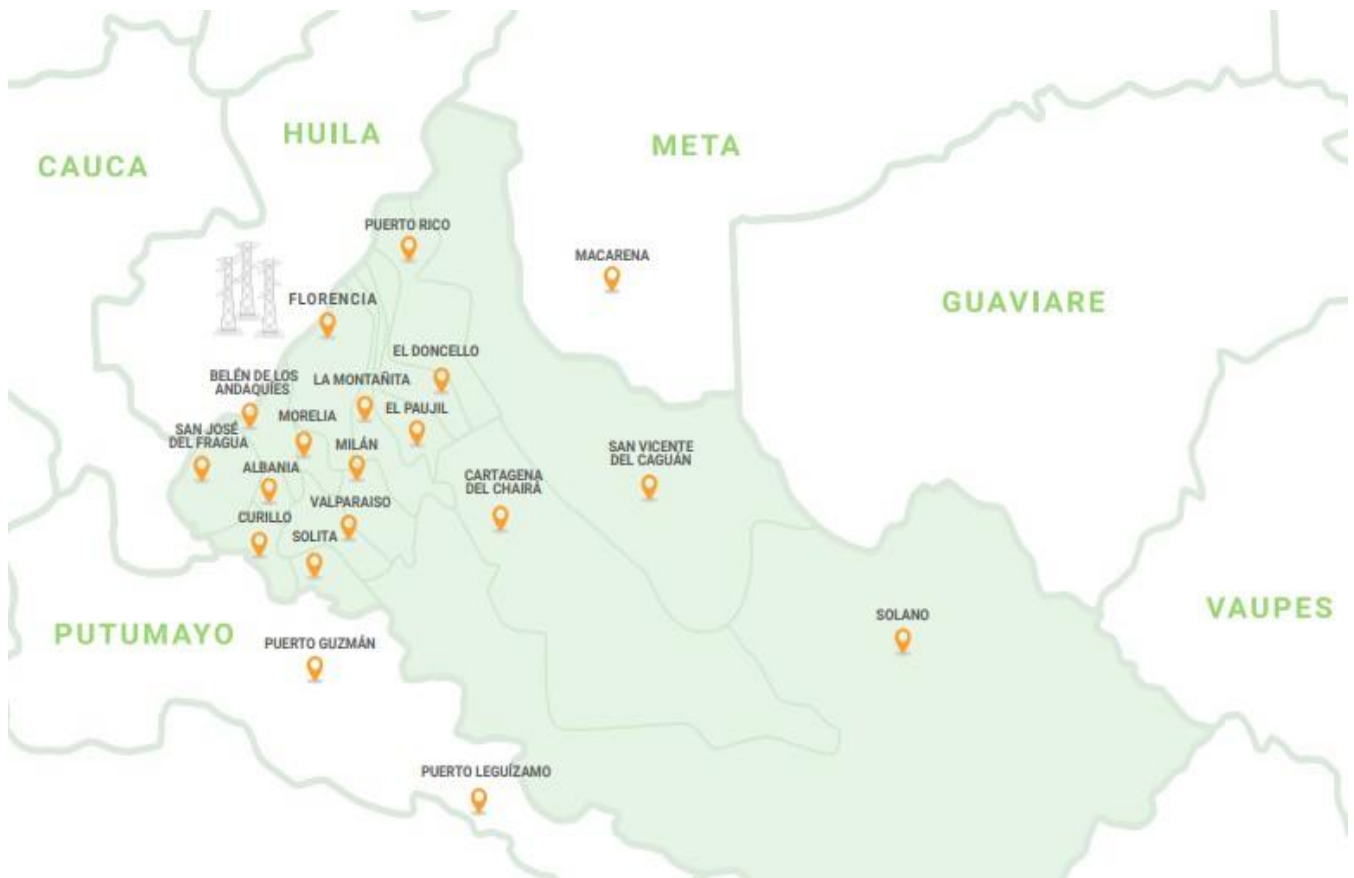 HUILA
META
CAUCA
PUERTO RICO
MACARENA
GUAVIARE
FLORENCIA
EL DONCELLO
BELÉN DE LOS
ANDAQUÍES
LA MONTAÑITA
EL PAUJIL
MORELIA
SAN JOSÉ
DEL FRAGUA
MILÁN
SAN VICENTE
DEL CAGUÁN
ALBANIA
CARTAGENA
DEL CHAIRÁ
VALPARAISO
CURILLO
SOLITA
SOLANO
VAUPES
PUTUMAYO
PUERTO GUZMÁN
PUERTO LEGUÍZAMO